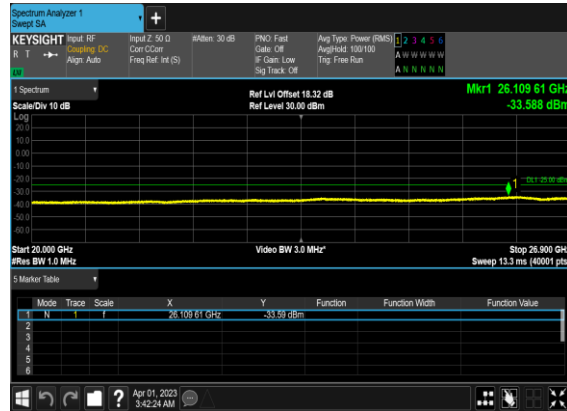 Spectrum Analyzer 1
Swept SA
+
KEYSIGHT Input: RF Input Z: 50 Ω #Atten: 30 dB PNO: Fast Avg Type: Power (RMS) 1 2 3 4 5 6
R T Coupling: DC Corr CCorr Gate: Off Avg|Hold: 100/100 A W W W W W
Align: Auto Freq Ref: Int (S) IF Gain: Low Trig: Free Run
Sig Track: Off A N N N N N
1 Spectrum
Scale/Div 10 dB
Ref Lvl Offset 18.32 dB
Ref Level 30.00 dBm
Mkr1 26.109 61 GHz
-33.588 dBm
Log
20.0
10.0
0.00
-10.0
-20.0
-30.0
-40.0
-50.0
-60.0
1
DL1 -25.00 dBm
Start 20.000 GHz Video BW 3.0 MHz* Stop 26.900 GHz
#Res BW 1.0 MHz Sweep 13.3 ms (40001 pts)
5 Marker Table
Mode Trace Scale X Y Function Function Width Function Value
1 N 1 f 26.109 61 GHz -33.59 dBm
2
3
4
5
6
? Apr 01, 2023
3:42:24 AM